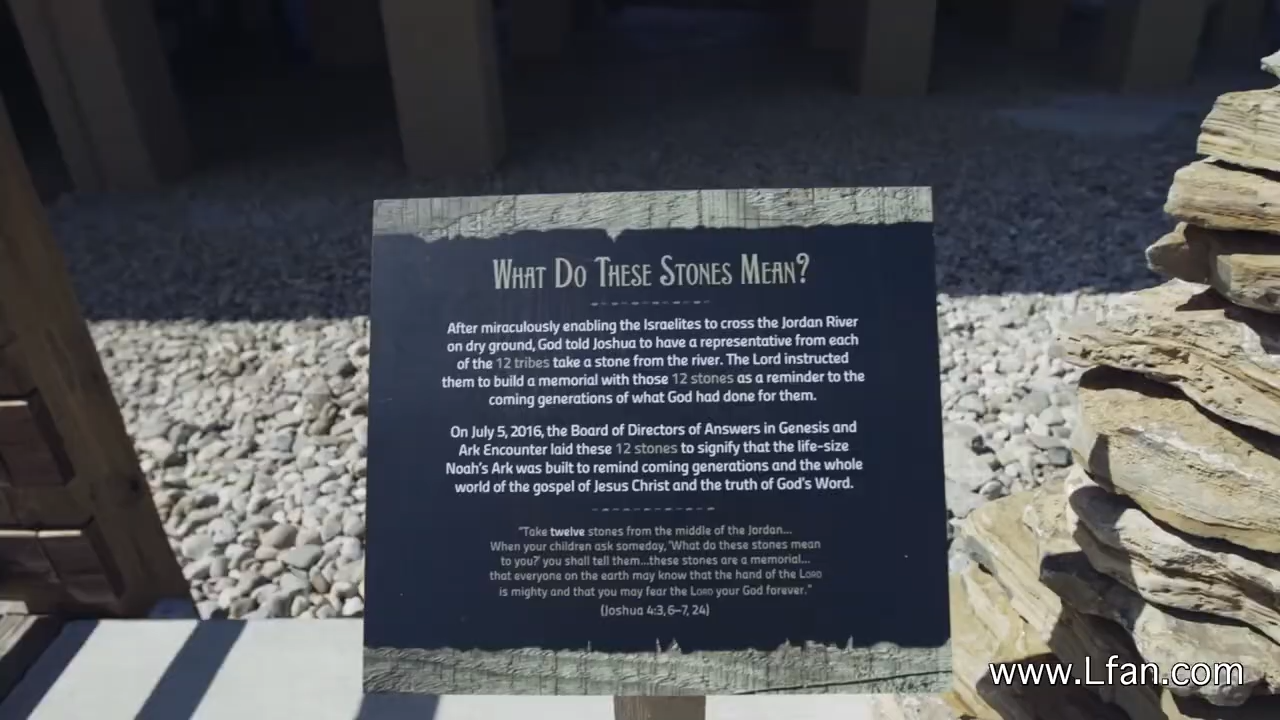 What Do These Stones Mean?
After miraculously enabling the Israelites to cross the Jordan River
on dry ground, God told Joshua to have a representative from each
of the 12 tribes take a stone from the river. The Lord instructed
them to build a memorial with those 12 stones as a reminder to the
coming generations of what God had done for them.
On July 5, 2016, the Board of Directors of Answers in Genesis and
Ark Encounter laid these 12 stones to signify that the life-size
Noah's Ark was built to remind coming generations and the whole
world of the gospel of Jesus Christ and the truth of God's Word.
"Take twelve stones from the middle of the Jordan...
When your children ask someday, 'What do these stones mean
to you?' you shall tell them...these stones are a memorial...
that everyone on the earth may know that the hand of the LORD
is mighty and that you may fear the LORD your God forever."
(Joshua 4:3,6–7, 24)
www.Lfan.com